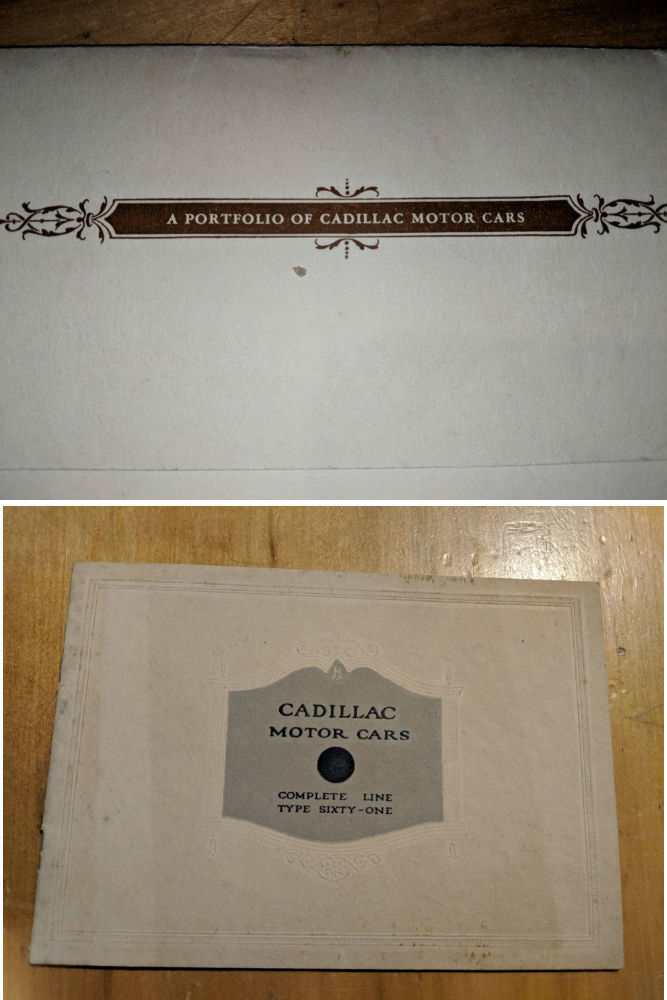 A PORTFOLIO OF CADILLAC MOTOR CARS
CADILLAC
MOTOR CARS
COMPLETE LINE
TYPE SIXTY-ONE